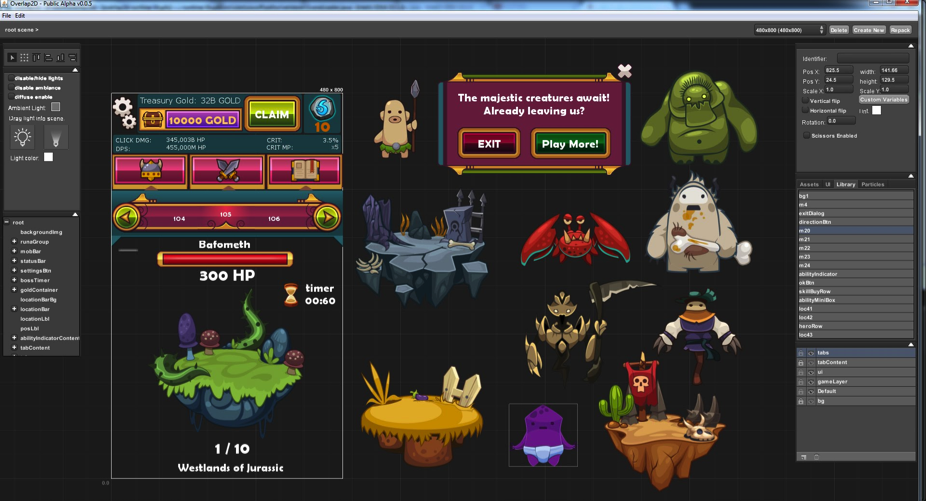 Overlap2D - Public Alpha v0.0.5
File Edit
root scene >
480x800 (480x800)
Delete
Create New
Repack
disable/hide lights
disable ambiance
diffuse enable
Ambient Light:
Drag light into scene.
Light color:
root
backgroundImg
runaGroup
mobBar
statusBar
settingsBtn
bossTimer
goldContainer
locationBarBg
locationBar
locationLbl
posLbl
abilityIndicatorConten
tabContent
480 x 800
Treasury Gold: 32B GOLD
10000 GOLD
CLAIM
10
CLICK DMG: 345,003B HP
DPS: 455,000M HP
CRIT 3.5%
CRIT MP: x5
104
105
106
Bafometh
300 HP
timer
00:60
1 / 10
Westlands of Jurassic
0.0
The majestic creatures await!
Already leaving us?
EXIT
Play More!
Identifier:
Pos X: 825.5 width: 141.66
Pos Y: 24.5 height: 129.5
Scale X: 1.0 Scale Y: 1.0
Vertical flip
Custom Variables
Horizontal flip
tint:
Rotation: 0.0
Scissors Enabled
Assets UI Library Particles
bg1
m4
exitDialog
directionBtn
m20
m21
m22
m23
m24
abilityIndicator
okBtn
skillBuyRow
abilityMiniBox
loc41
loc42
heroRow
loc43
tabs
tabContent
ui
gameLayer
Default
bg